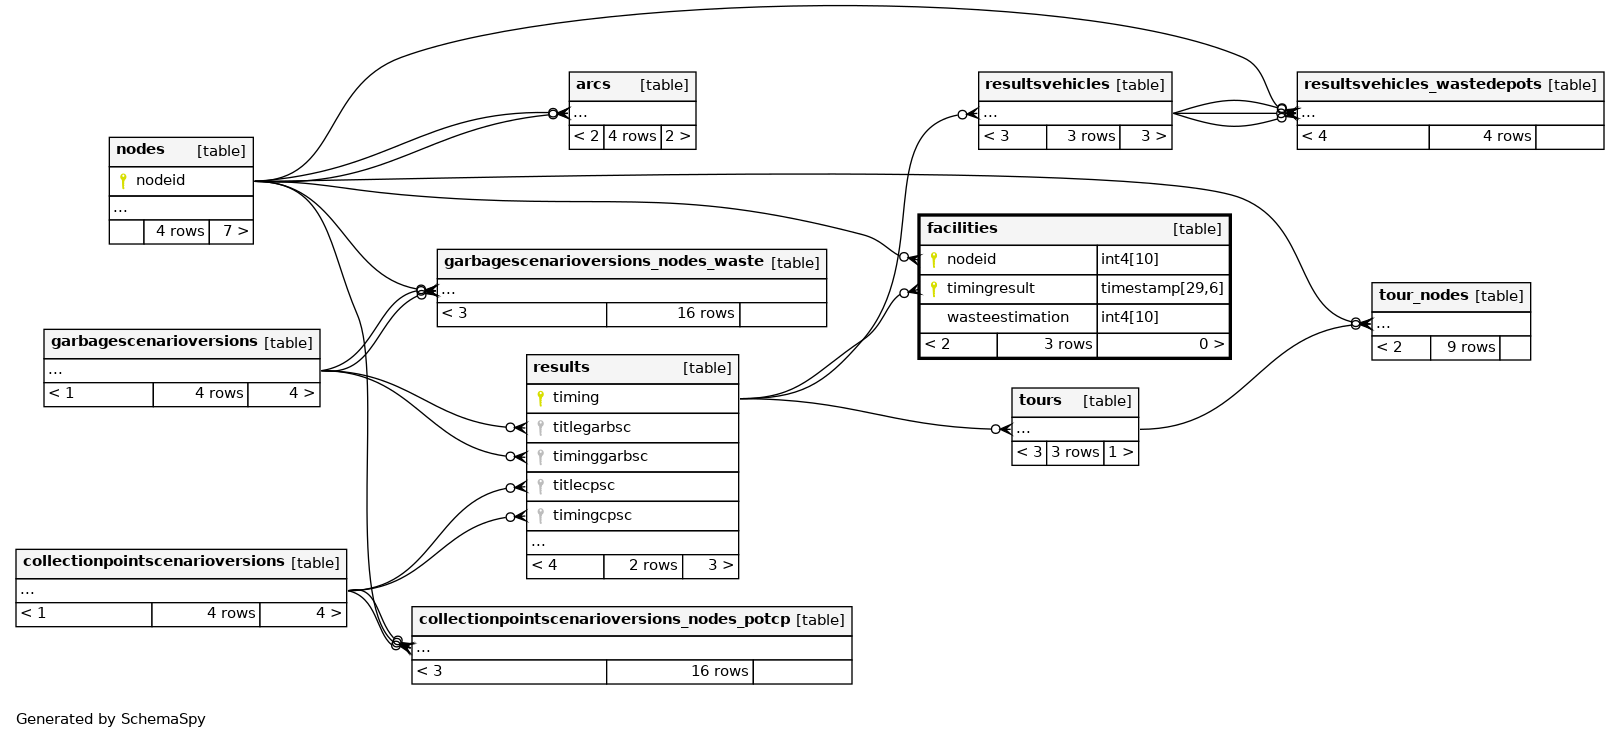 arcs [table]
...
< 2 4 rows 2 >
resultsvehicles [table]
...
< 3 3 rows 3 >
resultsvehicles_wastedepots [table]
...
< 4 4 rows
nodes [table]
nodeid
...
4 rows 7 >
facilities [table]
nodeid int4[10]
timingresult timestamp[29,6]
wasteestimation int4[10]
< 2 3 rows 0 >
garbagescenarioversions_nodes_waste [table]
...
< 3 16 rows
tour_nodes [table]
...
< 2 9 rows
garbagescenarioversions [table]
...
< 1 4 rows 4 >
results [table]
timing
titlegarbsc
timinggarbsc
titlecpsc
timingcpsc
...
< 4 2 rows 3 >
tours [table]
...
< 3 3 rows 1 >
collectionpointscenarioversions [table]
...
< 1 4 rows 4 >
collectionpointscenarioversions_nodes_potcp [table]
...
< 3 16 rows
Generated by SchemaSpy